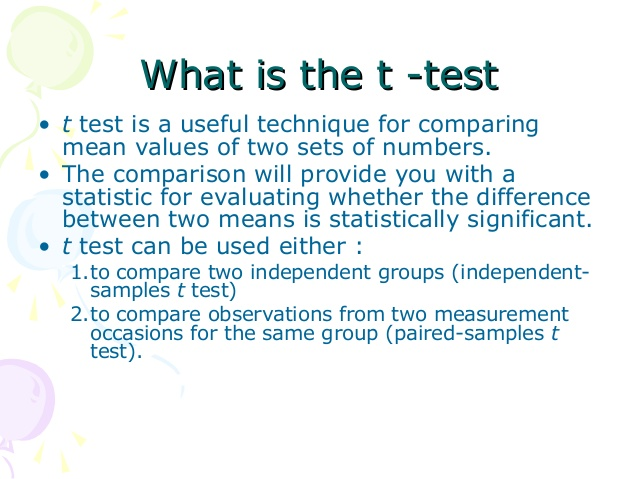 What is the t -test
• t test is a useful technique for comparing
mean values of two sets of numbers.
• The comparison will provide you with a
statistic for evaluating whether the difference
between two means is statistically significant.
• t test can be used either :
1.to compare two independent groups (independent-
samples t test)
2.to compare observations from two measurement
occasions for the same group (paired-samples t
test).